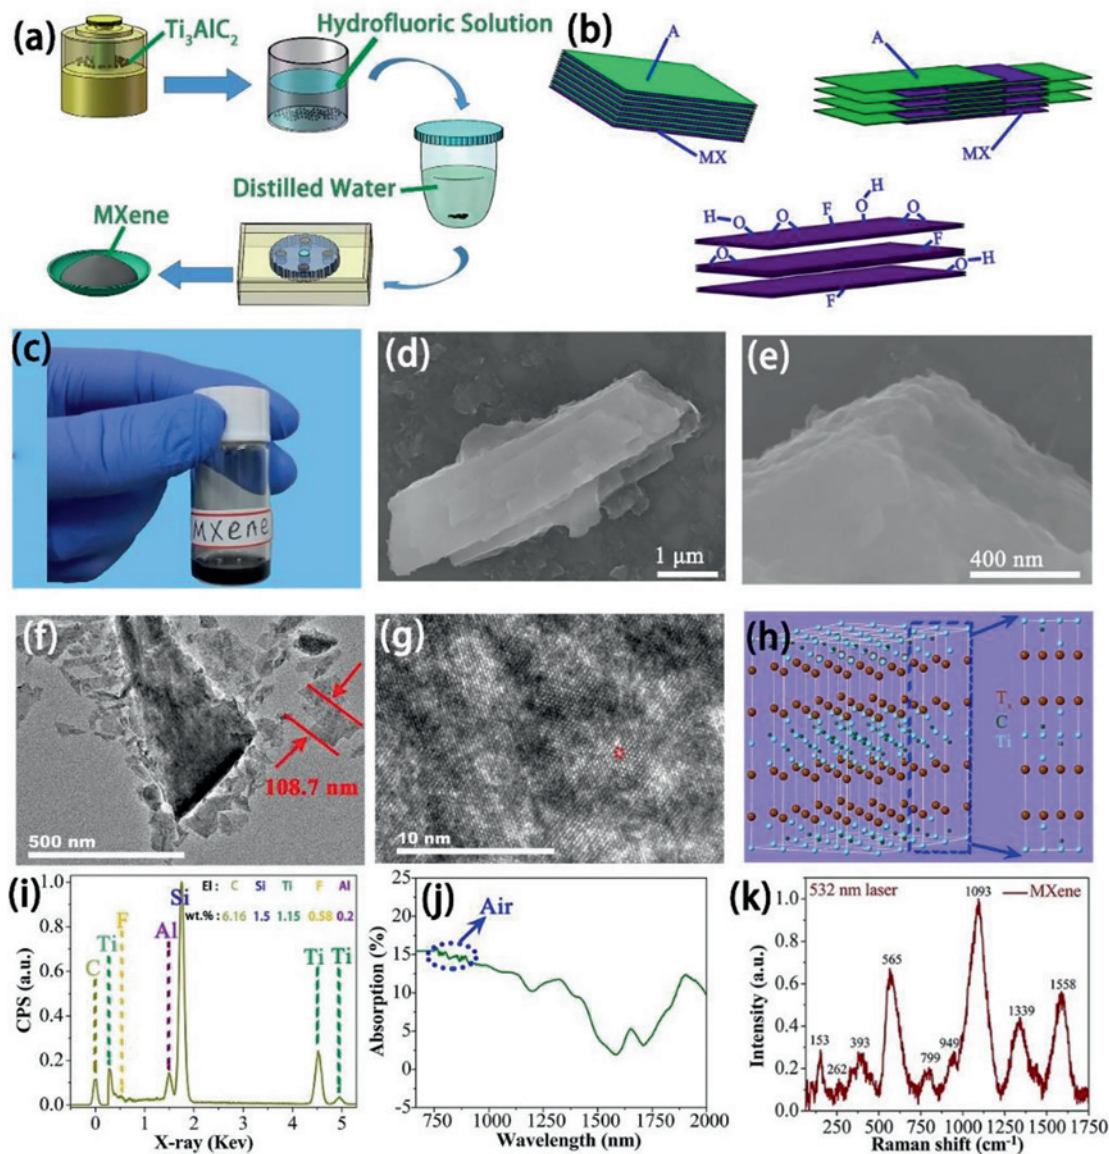 (a)
Ti3AlC2
Hydrofluoric Solution
Distilled Water
MXene
(b)
A
MX
A
MX
H
O
O
F
O
H
O
O
F
O
H
F
(c)
MXene
(d)
1 μm
(e)
400 nm
(f)
108.7 nm
500 nm
(g)
10 nm
(h)
Tx
C
Ti
(i)
El : C Si Ti F Al
wt.% : 6.16 1.5 1.15 0.58 0.2
C
Ti
F
Al
Si
Ti
Ti
CPS (a.u.)
1.0
0.8
0.6
0.4
0.2
0.0
0 1 2 3 4 5
X-ray (Kev)
(j)
Air
Absorption (%)
25
20
15
10
5
0
-5
750 1000 1250 1500 1750 2000
Wavelength (nm)
(k)
532 nm laser
MXene
153
262
393
565
799
949
1093
1339
1558
Intensity (a.u.)
1.0
0.8
0.6
0.4
0.2
0.0
250 500 750 1000 1250 1500 1750
Raman shift (cm-1)